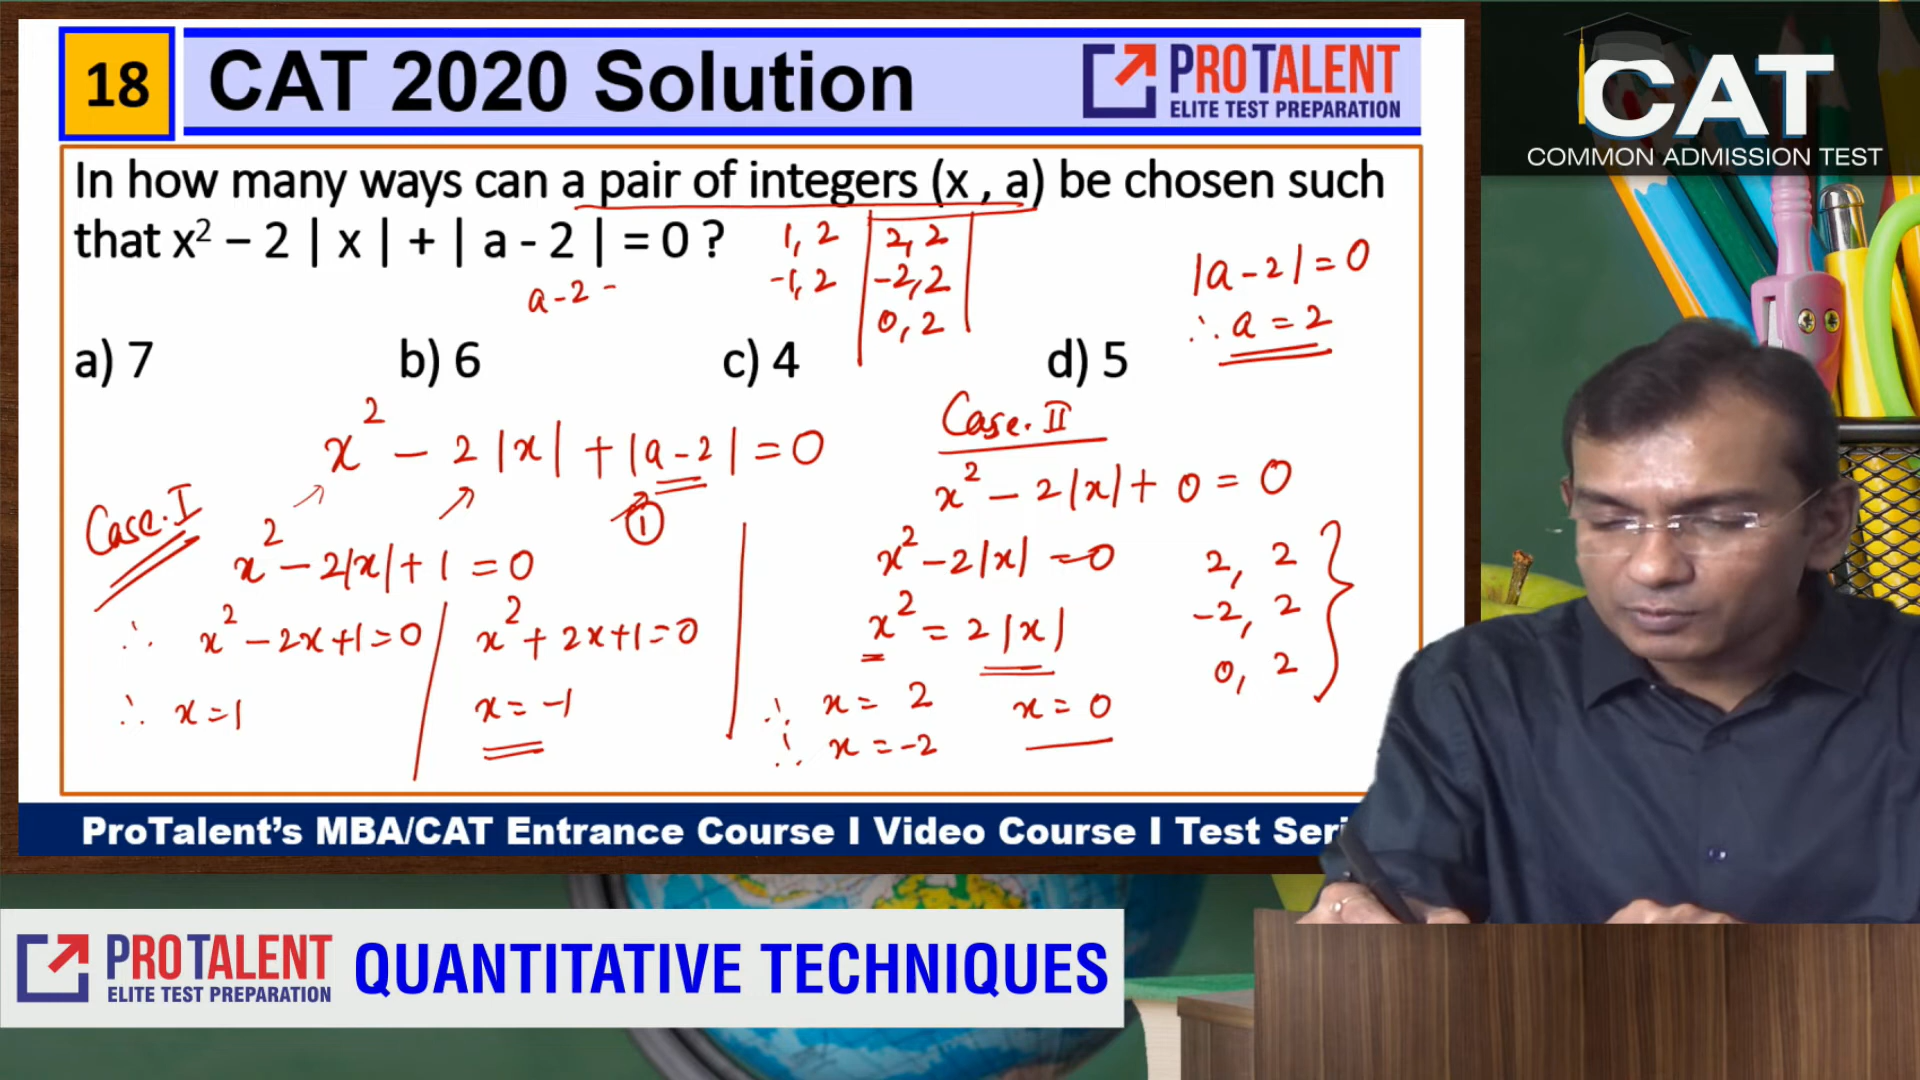 18 CAT 2020 Solution
PROTALENT
ELITE TEST PREPARATION
CAT
COMMON ADMISSION TEST
In how many ways can a pair of integers (x , a) be chosen such
that x² – 2 | x | + | a - 2 | = 0 ?
1, 2
-1, 2
2, 2
-2, 2
0, 2
|a-2| = 0
∴ a = 2
a-2 -
a) 7 b) 6 c) 4 d) 5
x² - 2|x| + |a-2| = 0
①
Case.I
x² - 2|x| + 1 = 0
∴ x² - 2x + 1 = 0
x² + 2x + 1 = 0
∴ x = 1
x = -1
Case.II
x² - 2|x| + 0 = 0
x² - 2|x| = 0
x² = 2|x|
∴ x = 2 x = 0
∴ x = -2
2, 2
-2, 2
0, 2
ProTalent's MBA/CAT Entrance Course I Video Course I Test Seri
PROTALENT
ELITE TEST PREPARATION
QUANTITATIVE TECHNIQUES